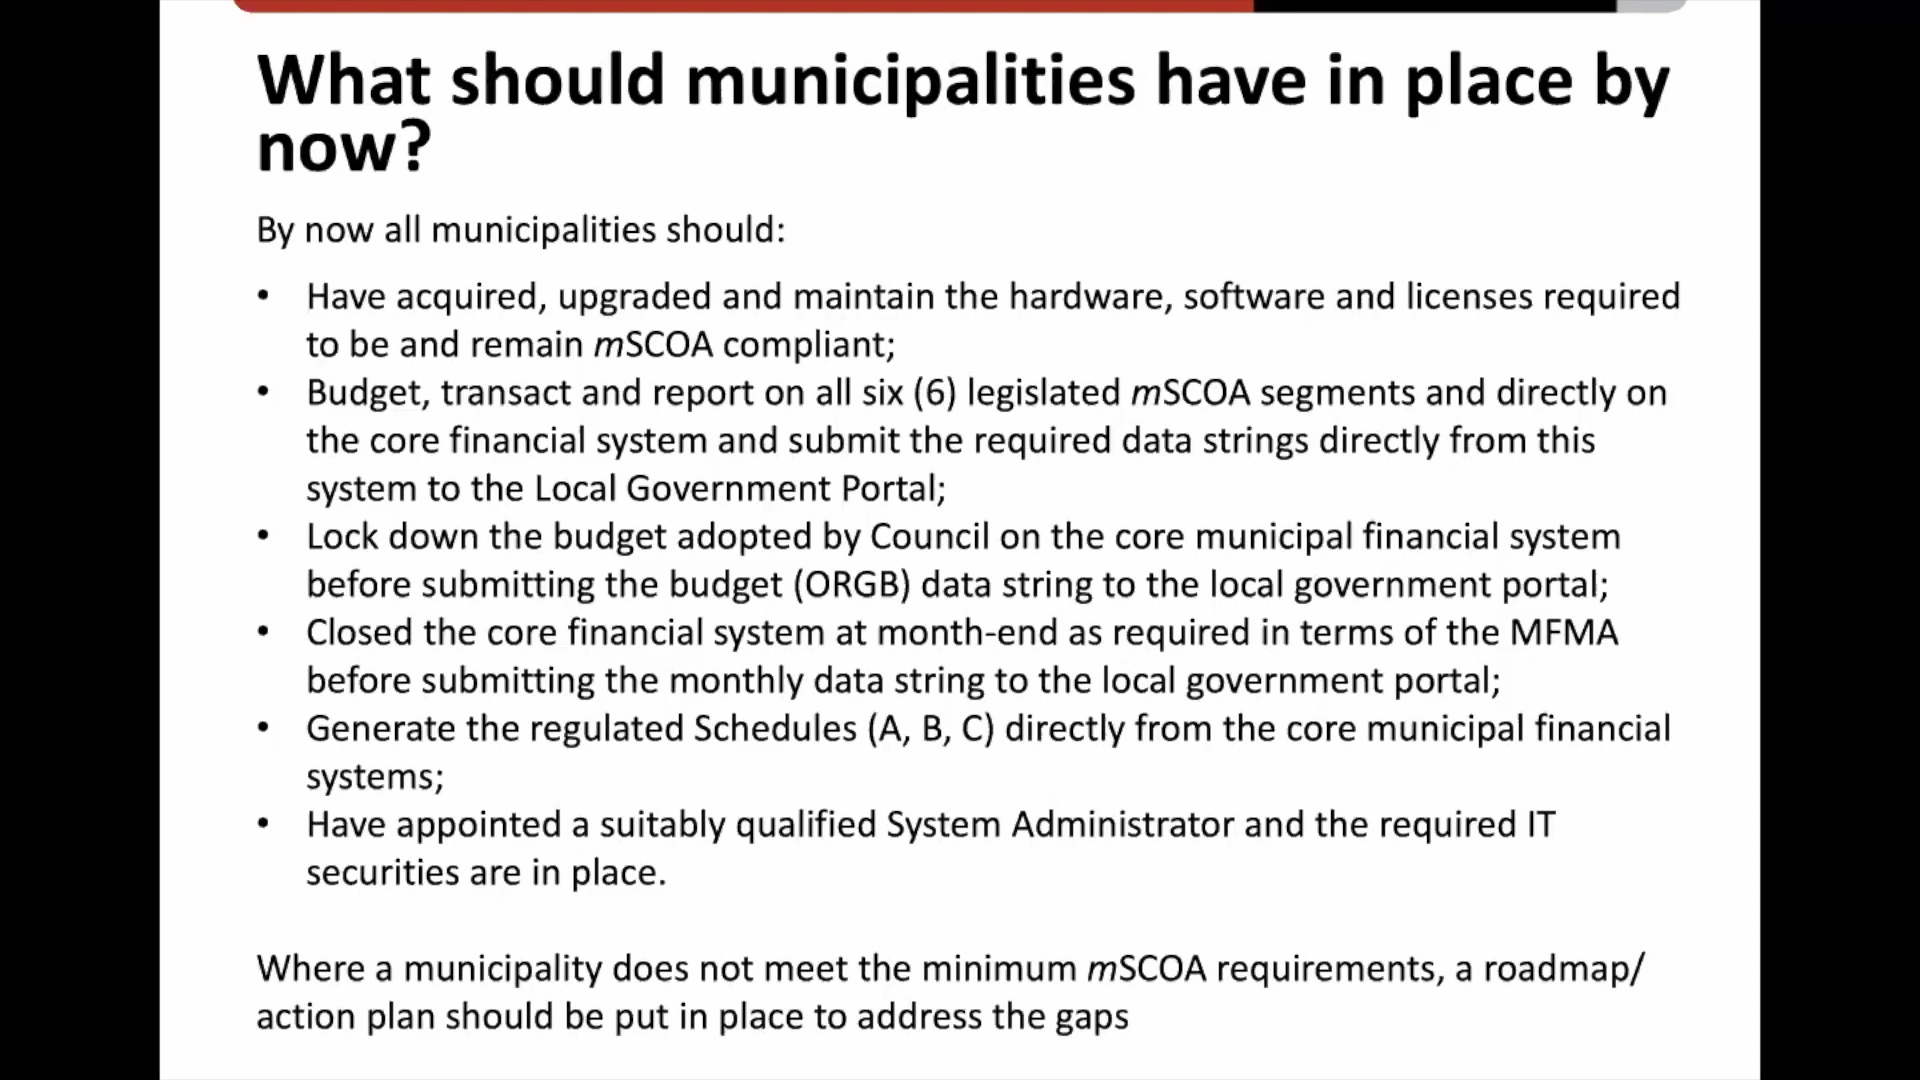 What should municipalities have in place by
now?
By now all municipalities should:
• Have acquired, upgraded and maintain the hardware, software and licenses required
to be and remain mSCOA compliant;
• Budget, transact and report on all six (6) legislated mSCOA segments and directly on
the core financial system and submit the required data strings directly from this
system to the Local Government Portal;
• Lock down the budget adopted by Council on the core municipal financial system
before submitting the budget (ORGB) data string to the local government portal;
• Closed the core financial system at month-end as required in terms of the MFMA
before submitting the monthly data string to the local government portal;
• Generate the regulated Schedules (A, B, C) directly from the core municipal financial
systems;
• Have appointed a suitably qualified System Administrator and the required IT
securities are in place.
Where a municipality does not meet the minimum mSCOA requirements, a roadmap/
action plan should be put in place to address the gaps